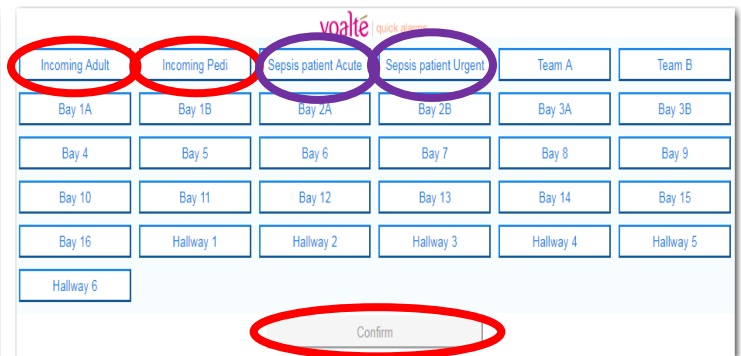 voalté | quick alarms
Incoming Adult Incoming Pedi Sepsis patient Acute Sepsis patient Urgent Team A Team B
Bay 1A Bay 1B Bay 2A Bay 2B Bay 3A Bay 3B
Bay 4 Bay 5 Bay 6 Bay 7 Bay 8 Bay 9
Bay 10 Bay 11 Bay 12 Bay 13 Bay 14 Bay 15
Bay 16 Hallway 1 Hallway 2 Hallway 3 Hallway 4 Hallway 5
Hallway 6
Confirm